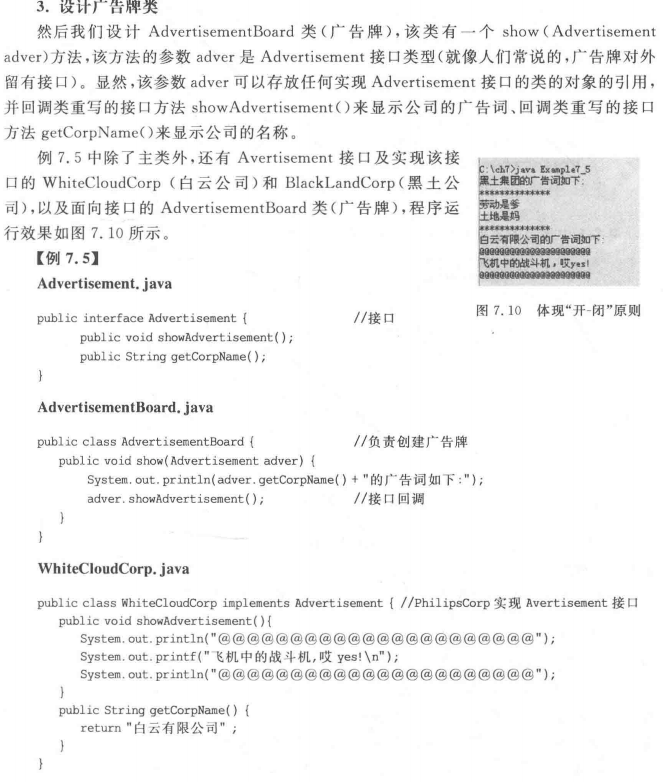 3. 设计广告牌类
然后我们设计 AdvertisementBoard 类(广告牌),该类有一个 show(Advertisement
adver)方法,该方法的参数 adver 是 Advertisement 接口类型(就像人们常说的,广告牌对外
留有接口)。显然,该参数 adver 可以存放任何实现 Advertisement 接口的类的对象的引用,
并回调类重写的接口方法 showAdvertisement()来显示公司的广告词、回调类重写的接口
方法 getCorpName()来显示公司的名称。
例 7.5 中除了主类外,还有 Avertisement 接口及实现该接
口的 WhiteCloudCorp (白云公司)和 BlackLandCorp(黑土公
司),以及面向接口的 AdvertisementBoard 类(广告牌),程序运
行效果如图 7.10 所示。
C:\ch7>java Example7_5
黑土集团的广告词如下:
**************
劳动是爹
土地是妈
**************
白云有限公司的广告词如下:
@@@@@@@@@@@@@@@@@@@@@@
飞机中的战斗机，哎yes!
@@@@@@@@@@@@@@@@@@@@@@
图 7.10 体现“开-闭”原则
【例 7.5】
Advertisement.java
public interface Advertisement { //接口
public void showAdvertisement();
public String getCorpName();
}
AdvertisementBoard.java
public class AdvertisementBoard { //负责创建广告牌
public void show(Advertisement adver) {
System.out.println(adver.getCorpName() + "的广告词如下:");
adver.showAdvertisement(); //接口回调
}
}
WhiteCloudCorp.java
public class WhiteCloudCorp implements Advertisement { //PhilipsCorp 实现 Avertisement 接口
public void showAdvertisement(){
System.out.println("@@@@@@@@@@@@@@@@@@@@@@");
System.out.printf("飞机中的战斗机,哎 yes!\n");
System.out.println("@@@@@@@@@@@@@@@@@@@@@@");
}
public String getCorpName() {
return "白云有限公司" ;
}
}